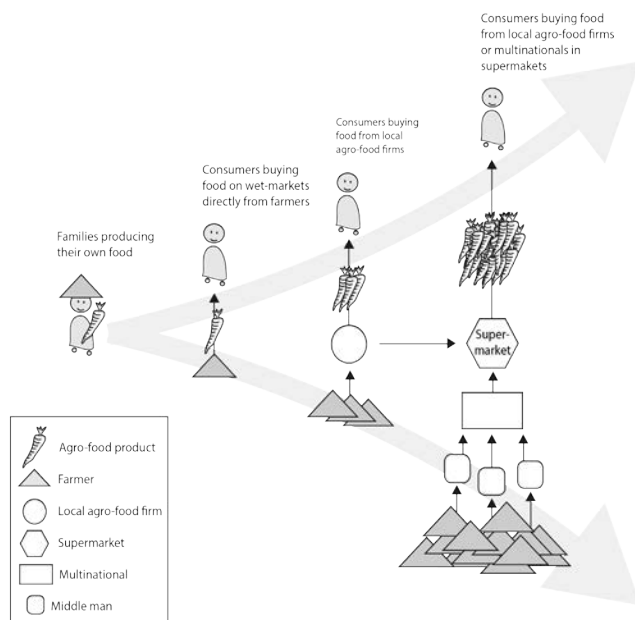 Consumers buying food
from local agro-food firms
or multinationals in
supermakets
Consumers buying
food from local
agro-food firms
Consumers buying
food on wet-markets
directly from farmers
Families producing
their own food
Super-
market
Agro-food product
Farmer
Local agro-food firm
Supermarket
Multinational
Middle man